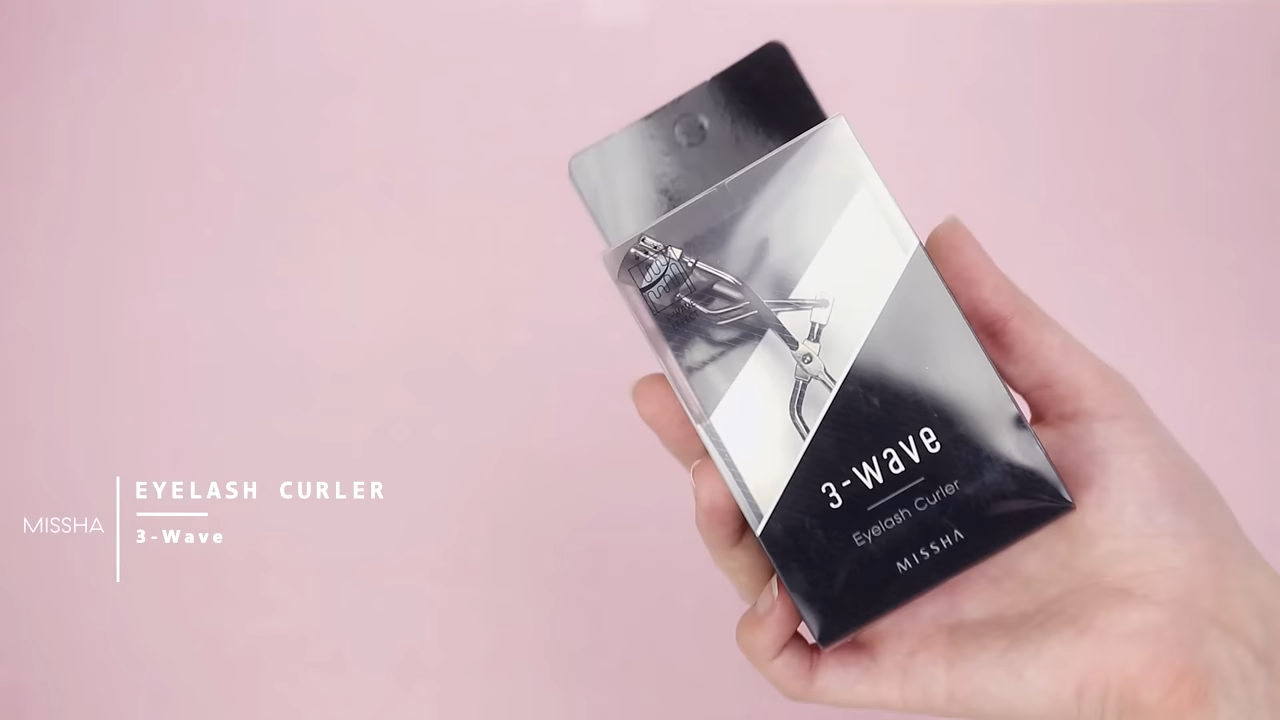 MISSHA
EYELASH CURLER
3-Wave
3-wave
Eyelash Curler
MISSHA